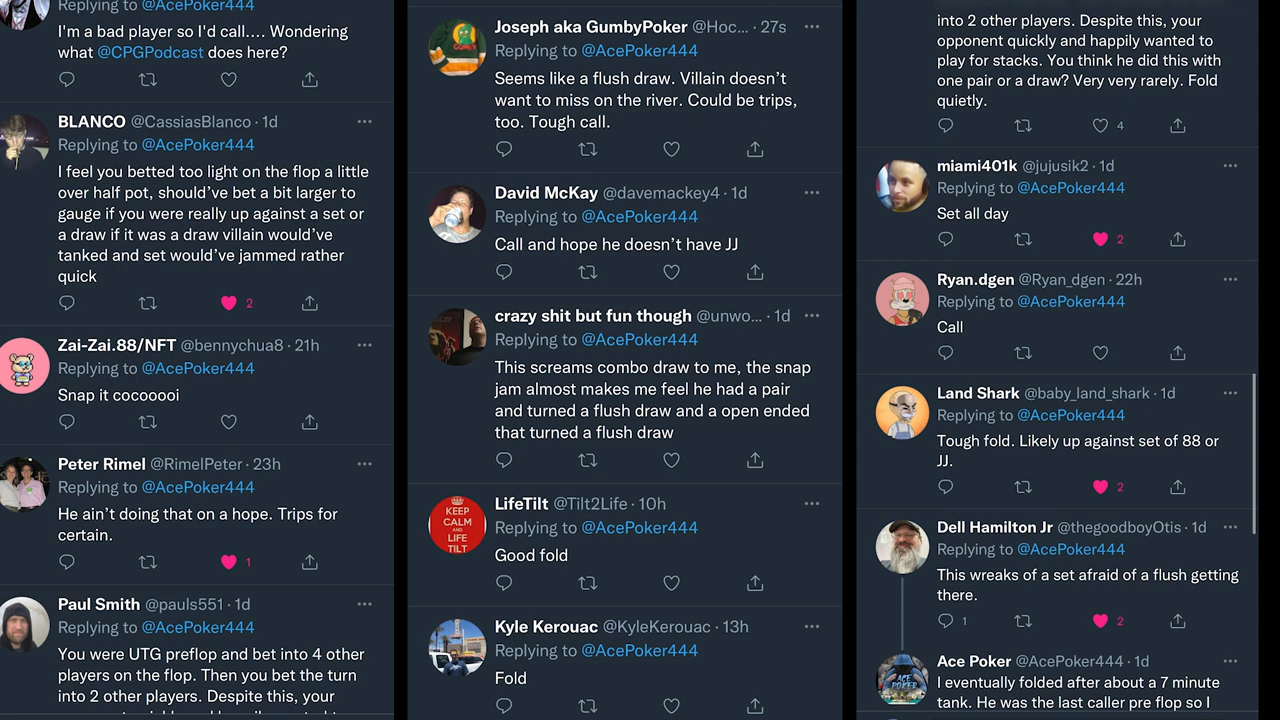 Replying to @AcePoker444
I'm a bad player so I'd call.... Wondering
what @CPGPodcast does here?
BLANCO @CassiasBlanco · 1d
Replying to @AcePoker444
I feel you betted too light on the flop a little
over half pot, should've bet a bit larger to
gauge if you were really up against a set or
a draw if it was a draw villain would've
tanked and set would've jammed rather
quick
2
Zai-Zai.88/NFT @bennychua8 · 21h
Replying to @AcePoker444
Snap it cocooooi
Peter Rimel @RimelPeter · 23h
Replying to @AcePoker444
He ain't doing that on a hope. Trips for
certain.
1
Paul Smith @pauls551 · 1d
Replying to @AcePoker444
You were UTG preflop and bet into 4 other
players on the flop. Then you bet the turn
into 2 other players. Despite this, your
Joseph aka GumbyPoker @Hoc... · 27s
Replying to @AcePoker444
Seems like a flush draw. Villain doesn't
want to miss on the river. Could be trips,
too. Tough call.
David McKay @davemackey4 · 1d
Replying to @AcePoker444
Call and hope he doesn't have JJ
crazy shit but fun though @unwo... · 1d
Replying to @AcePoker444
This screams combo draw to me, the snap
jam almost makes me feel he had a pair
and turned a flush draw and a open ended
that turned a flush draw
KEEP
CALM
AND
LIFE
TILT
LifeTilt @Tilt2Life · 10h
Replying to @AcePoker444
Good fold
Kyle Kerouac @KyleKerouac · 13h
Replying to @AcePoker444
Fold
into 2 other players. Despite this, your
opponent quickly and happily wanted to
play for stacks. You think he did this with
one pair or a draw? Very very rarely. Fold
quietly.
4
miami401k @jujusik2 · 1d
Replying to @AcePoker444
Set all day
2
Ryan.dgen @Ryan_dgen · 22h
Replying to @AcePoker444
Call
Land Shark @baby_land_shark · 1d
Replying to @AcePoker444
Tough fold. Likely up against set of 88 or
JJ.
2
Dell Hamilton Jr @thegoodboyOtis · 1d
Replying to @AcePoker444
This wreaks of a set afraid of a flush getting
there.
1 2
ACE
POKER
Ace Poker @AcePoker444 · 1d
I eventually folded after about a 7 minute
tank. He was the last caller pre flop so I